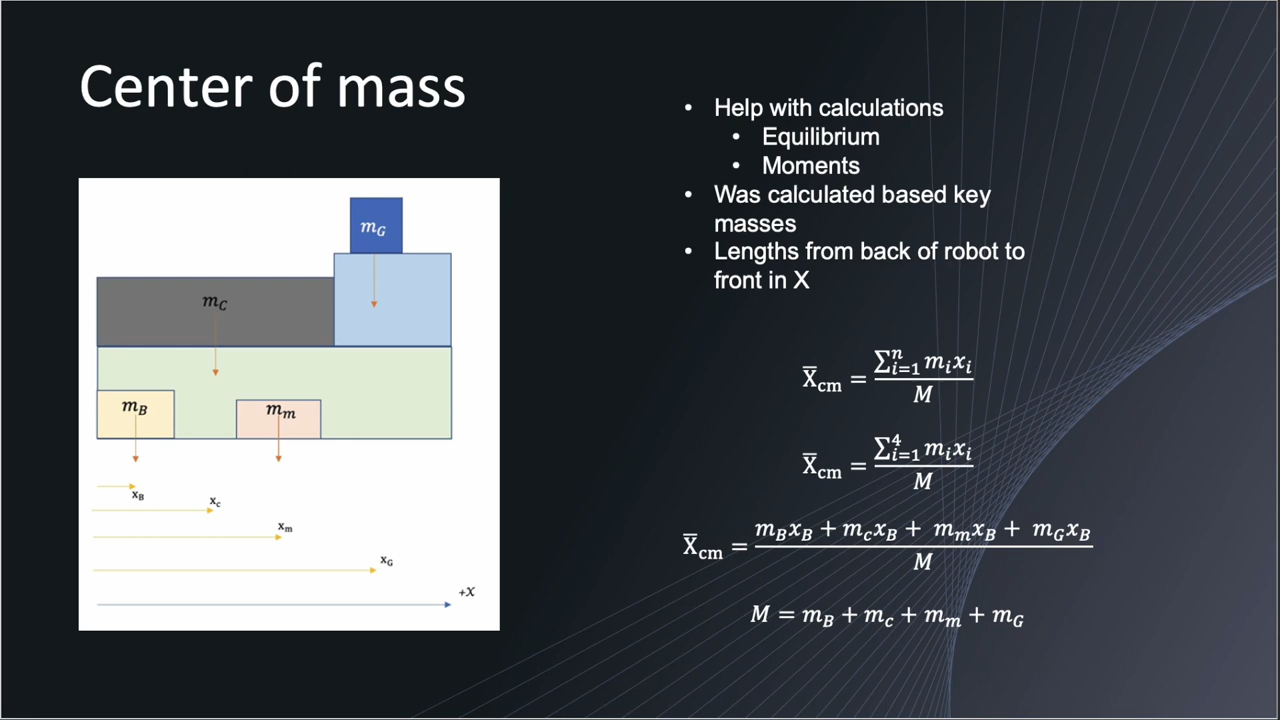 Center of mass
m_G
m_C
m_B
m_m
x_B
x_c
x_m
x_G
+X
• Help with calculations
• Equilibrium
• Moments
• Was calculated based key
masses
• Lengths from back of robot to
front in X
X̅_cm = ∑_{i=1}^{n} m_i x_i / M
X̅_cm = ∑_{i=1}^{4} m_i x_i / M
X̅_cm = m_B x_B + m_c x_B + m_m x_B + m_G x_B / M
M = m_B + m_c + m_m + m_G